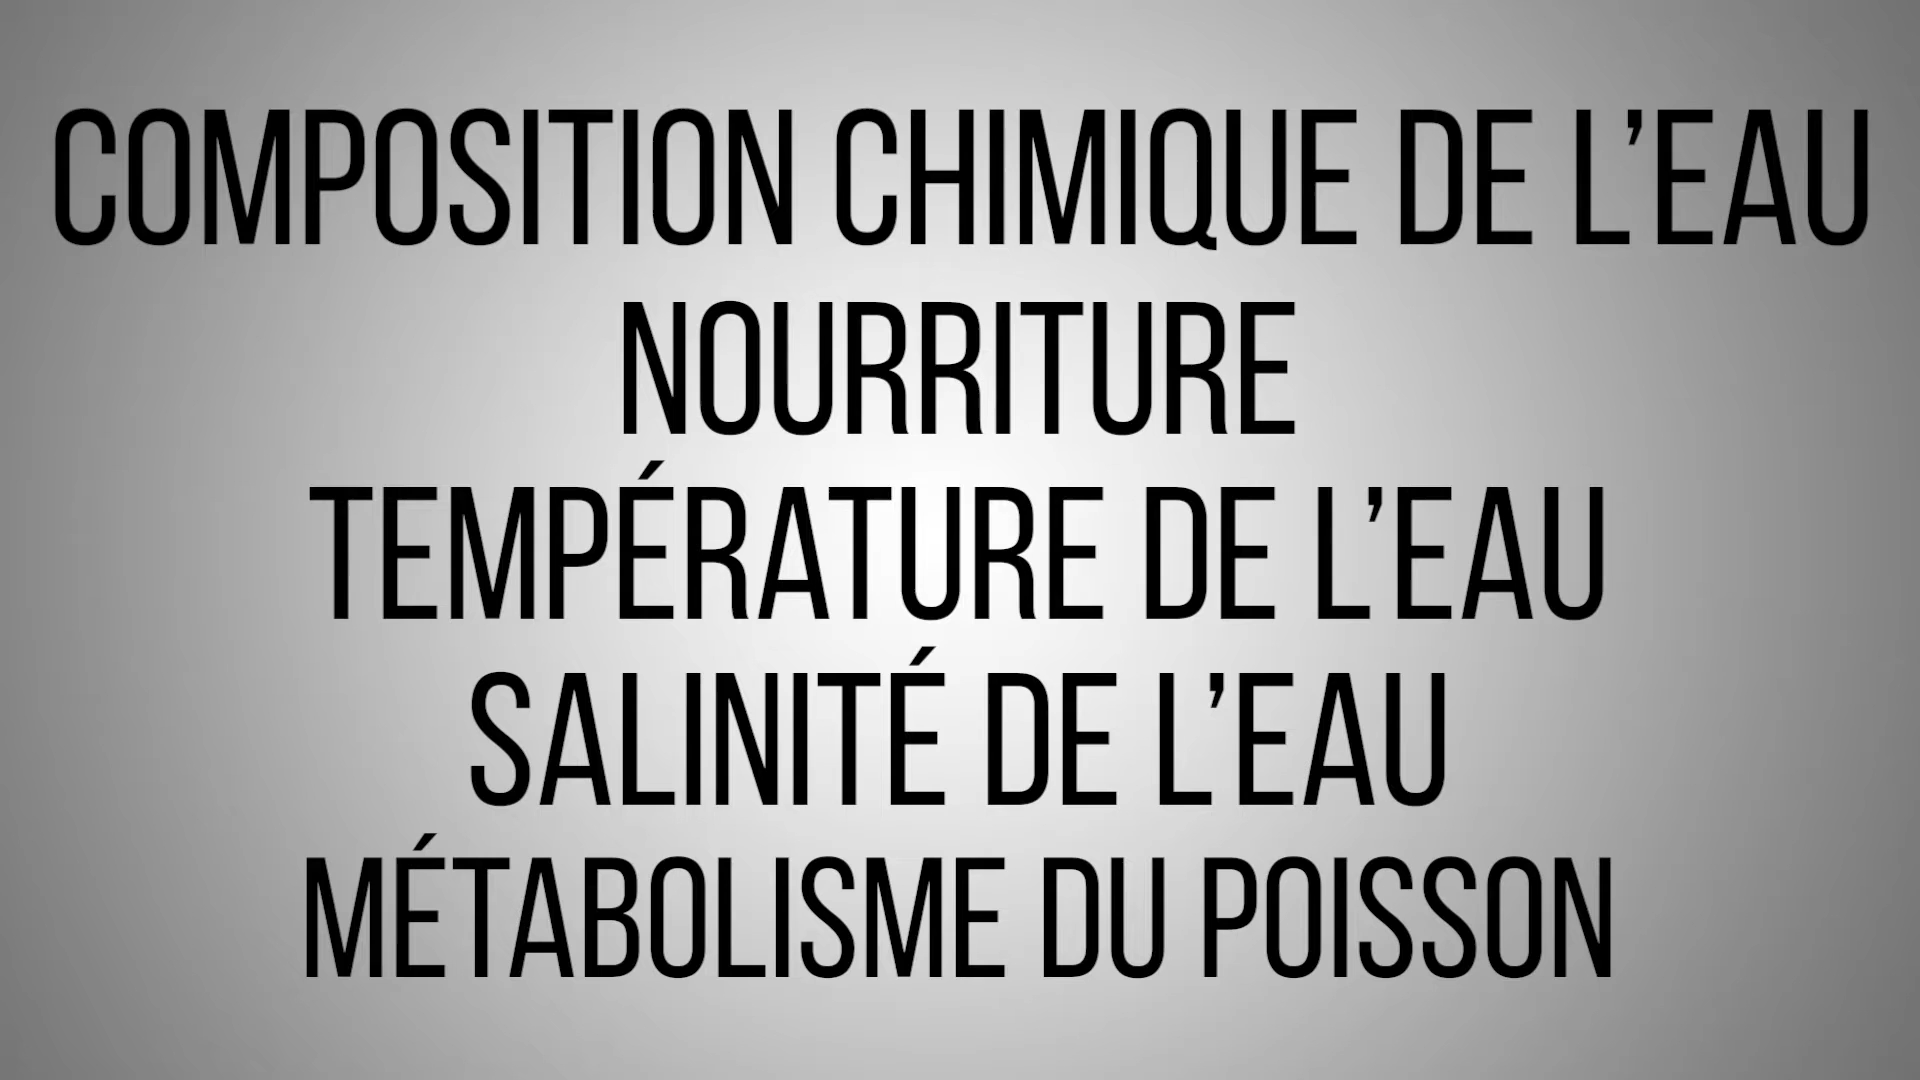 COMPOSITION CHIMIQUE DE L’EAU
NOURRITURE
TEMPÉRATURE DE L’EAU
SALINITÉ DE L’EAU
MÉTABOLISME DU POISSON